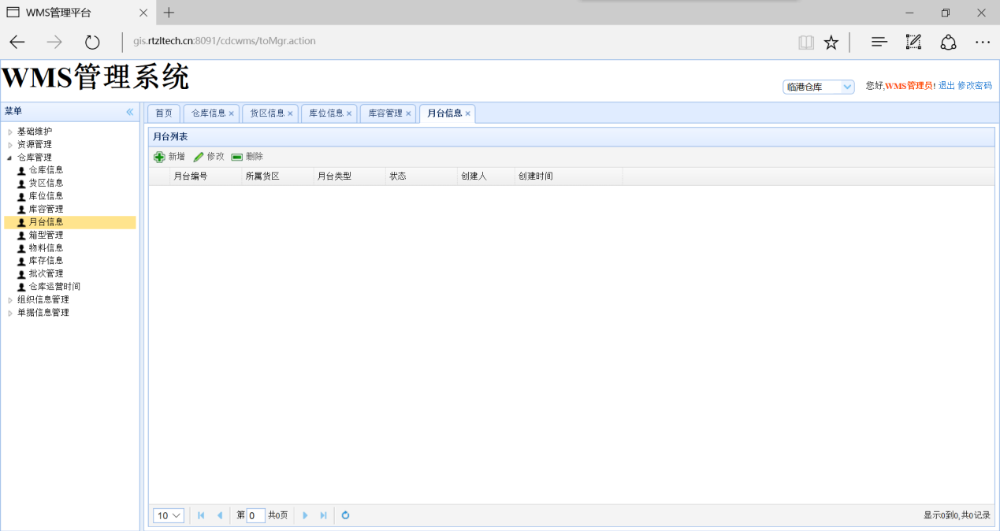 WMS管理平台
gis.rtzltech.cn:8091/cdcwms/toMgr.action
WMS管理系统
临港仓库
您好,WMS管理员! 退出 修改密码
菜单
基础维护
资源管理
仓库管理
仓库信息
货区信息
库位信息
库容管理
月台信息
箱型管理
物料信息
库存信息
批次管理
仓库运营时间
组织信息管理
单据信息管理
首页 仓库信息 货区信息 库位信息 库容管理 月台信息
月台列表
新增 修改 删除
月台编号 所属货区 月台类型 状态 创建人 创建时间
10 第 0 共0页 显示0到0,共0记录